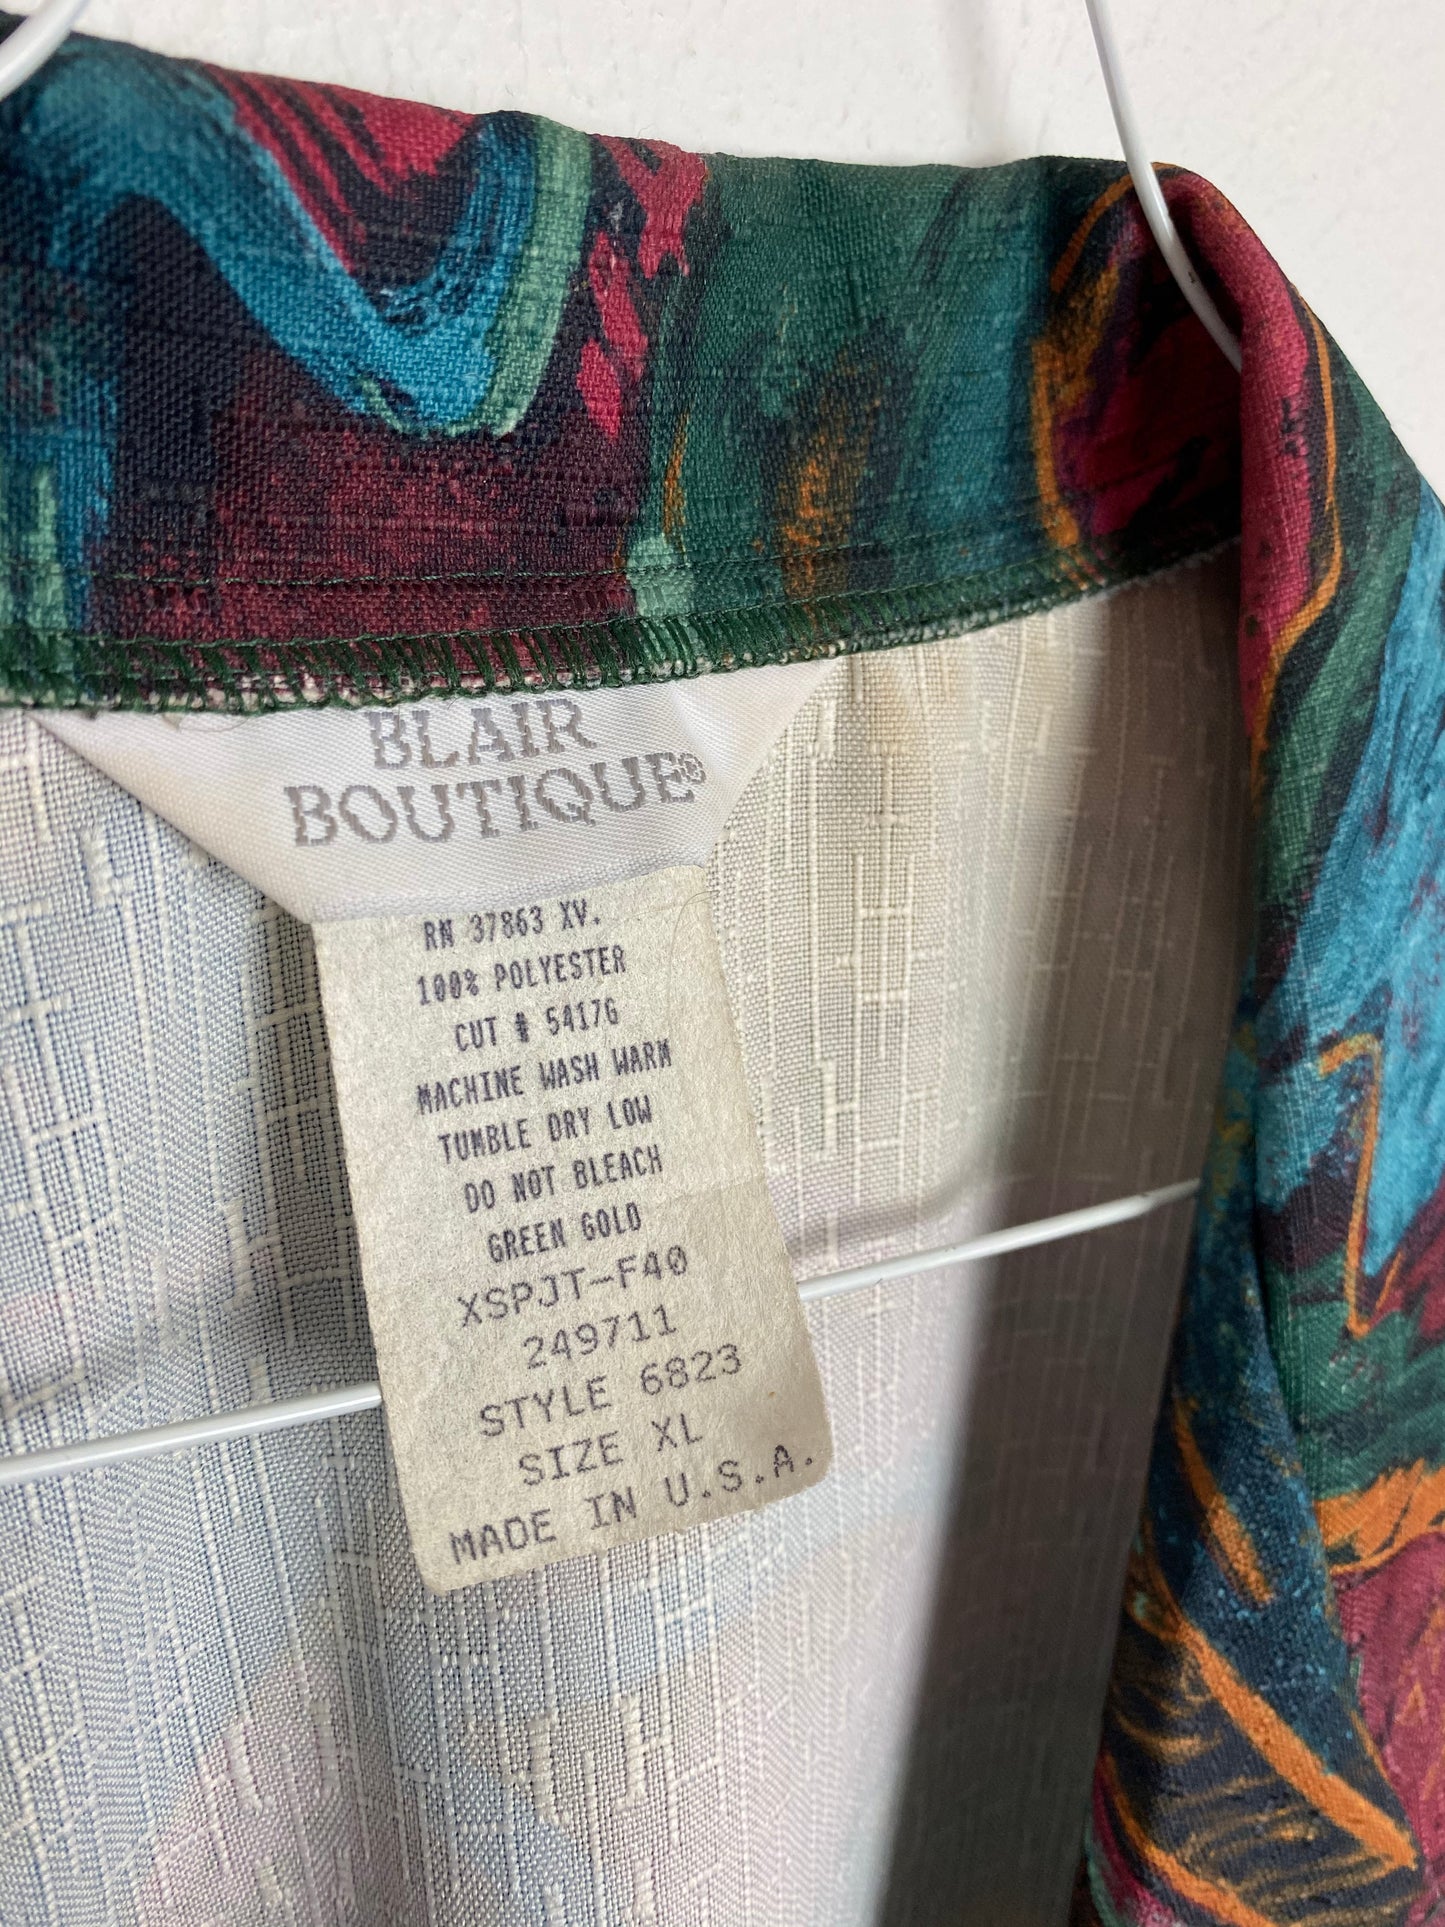 BLAIR
BOUTIQUE®
RN 37863 XV.
100% POLYESTER
CUT # 54176
MACHINE WASH WARM
TUMBLE DRY LOW
DO NOT BLEACH
GREEN GOLD
XSPJT-F40
249711
STYLE 6823
SIZE XL
MADE IN U.S.A.